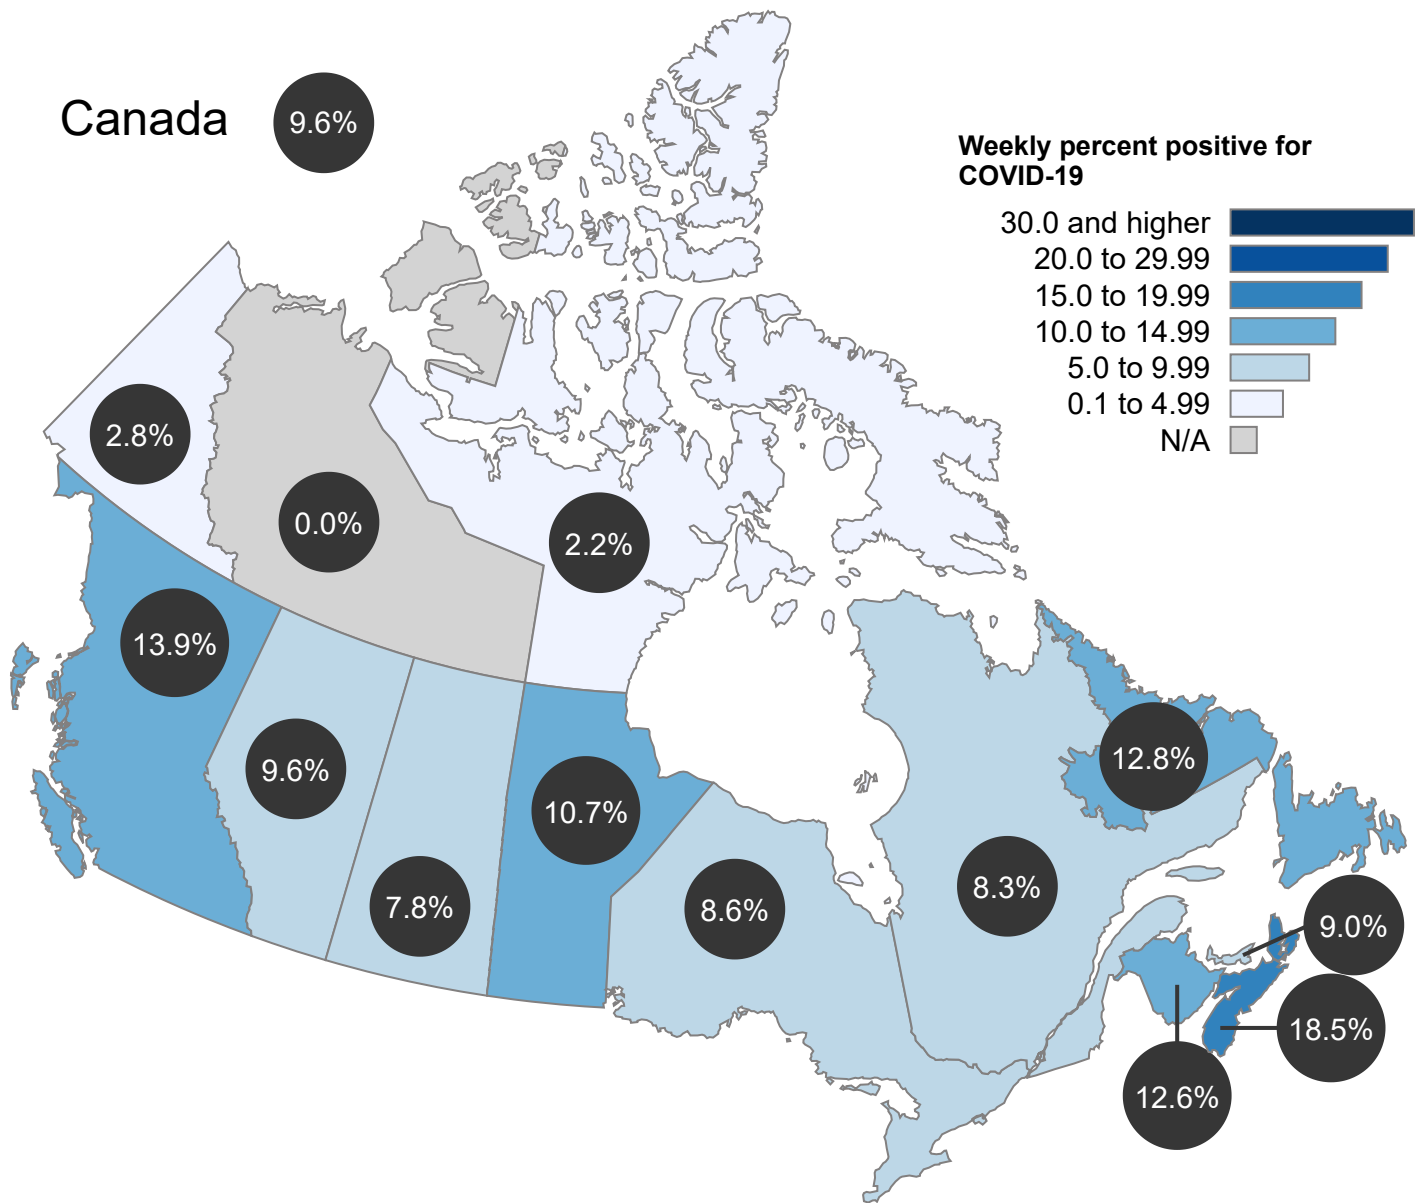 Canada
9.6%
Weekly percent positive for
COVID-19
30.0 and higher
20.0 to 29.99
15.0 to 19.99
10.0 to 14.99
5.0 to 9.99
0.1 to 4.99
N/A
2.8%
0.0%
2.2%
13.9%
9.6%
7.8%
10.7%
8.6%
8.3%
12.8%
9.0%
18.5%
12.6%